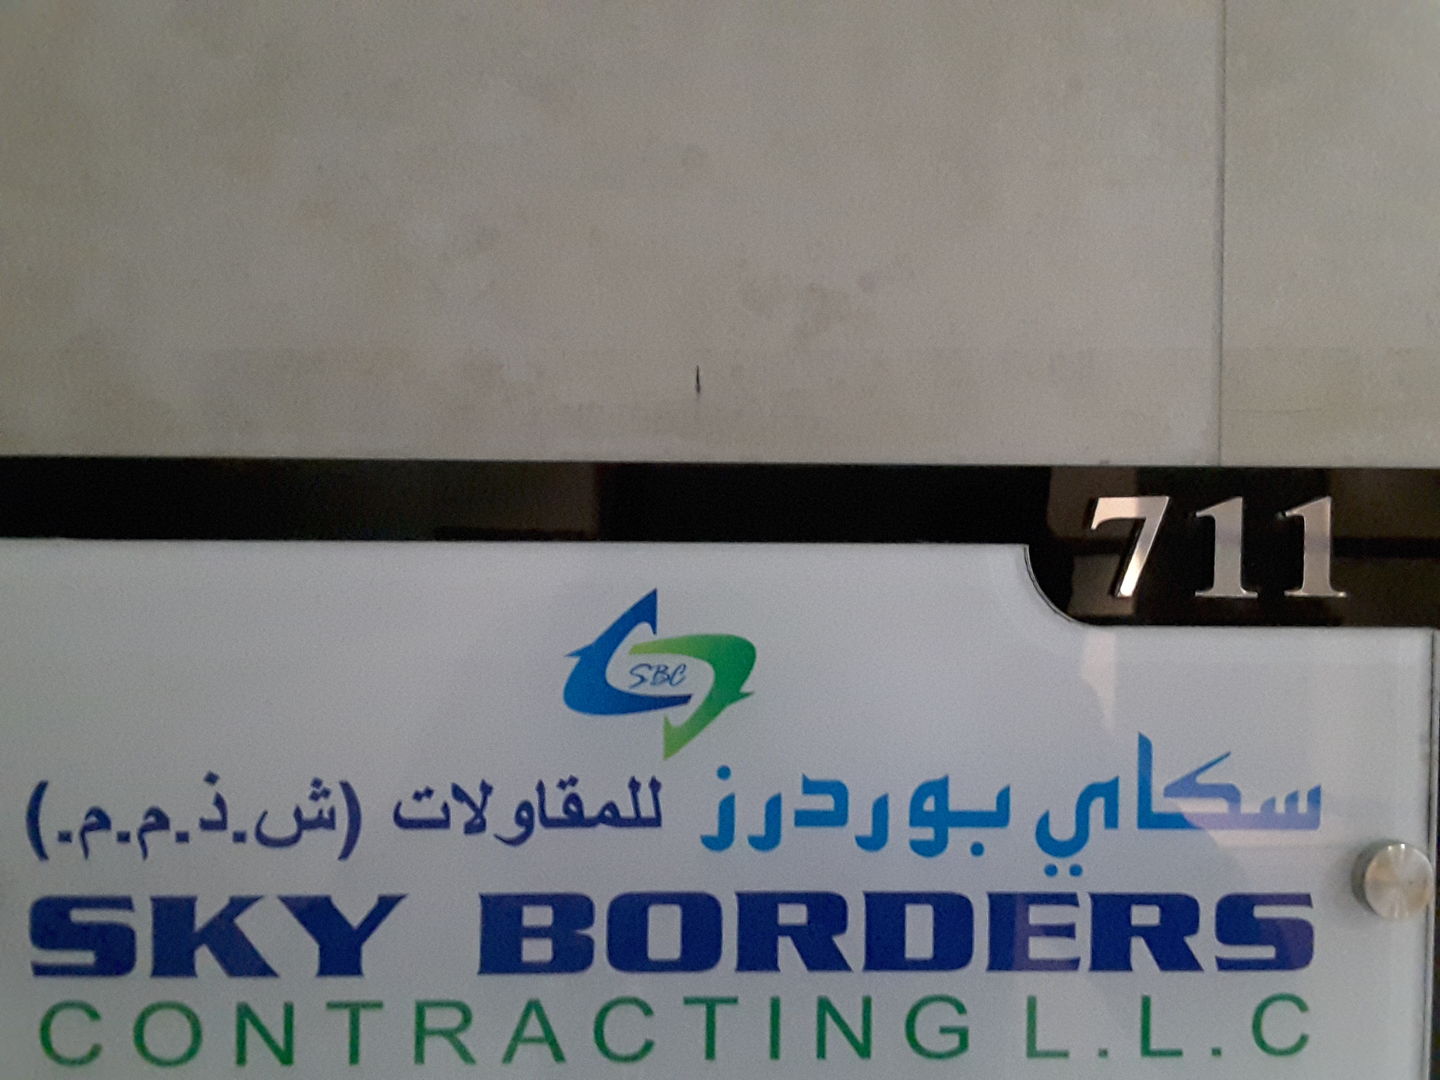 711
SBC
سكاي بوردرز للمقاولات (ش.ذ.م.م.)
SKY BORDERS
CONTRACTING L.L.C